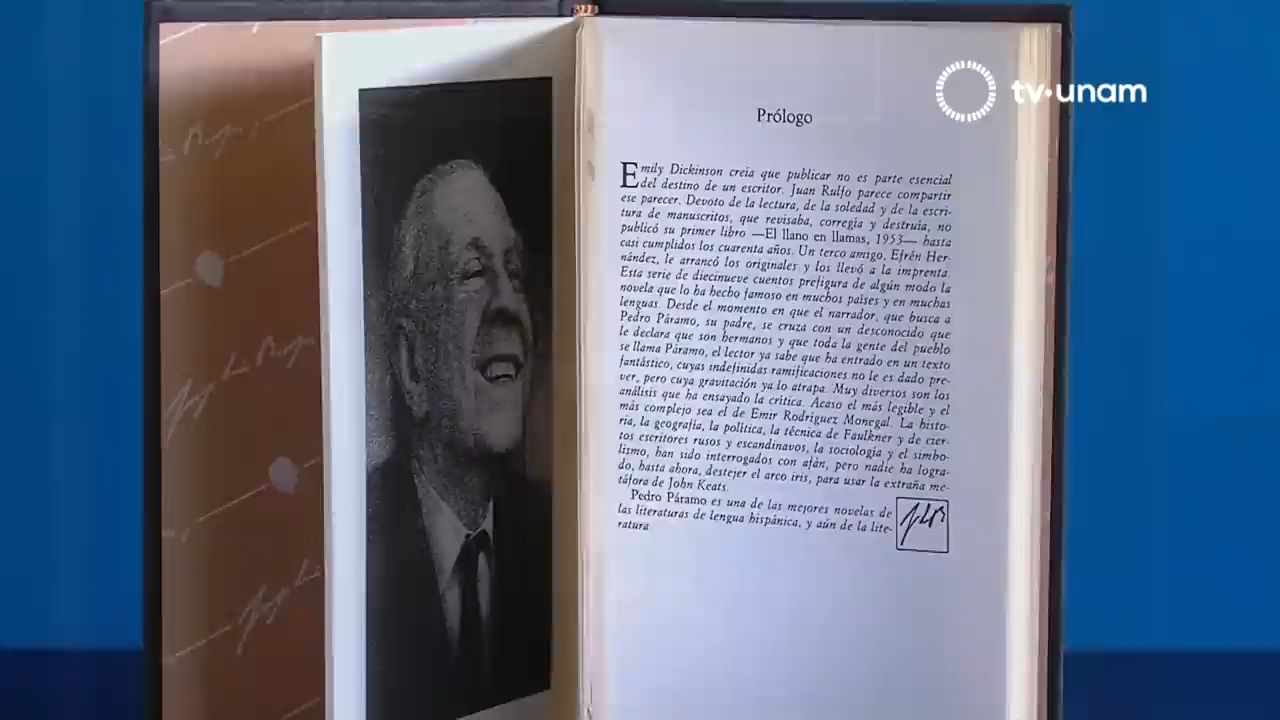 tv·unam
Prólogo
Emily Dickinson creía que publicar no es parte esencial
del destino de un escritor. Juan Rulfo parece compartir
ese parecer. Devoto de la lectura, de la soledad y de la escri-
tura de manuscritos, que revisaba, corregía y destruía, no
publicó su primer libro —El llano en llamas, 1953— hasta
casi cumplidos los cuarenta años. Un terco amigo, Efrén Her-
nández, le arrancó los originales y los llevó a la imprenta.
Esta serie de diecinueve cuentos prefigura de algún modo la
novela que lo ha hecho famoso en muchos países y en muchas
lenguas. Desde el momento en que el narrador, que busca a
Pedro Páramo, su padre, se cruza con un desconocido que
le declara que son hermanos y que toda la gente del pueblo
se llama Páramo, el lector ya sabe que ha entrado en un texto
fantástico, cuyas indefinidas ramificaciones no le es dado pre-
ver, pero cuya gravitación ya lo atrapa. Muy diversos son los
análisis que ha ensayado la crítica. Acaso el más legible y el
más complejo sea el de Emir Rodríguez Monegal. La histo-
ria, la geografía, la política, la técnica de Faulkner y de cier-
tos escritores rusos y escandinavos, la sociología y el simbo-
lismo, han sido interrogados con afán, pero nadie ha logra-
do, hasta ahora, destejer el arco iris, para usar la extraña me-
táfora de John Keats.
Pedro Páramo es una de las mejores novelas de
las literaturas de lengua hispánica, y aún de la lite-
ratura